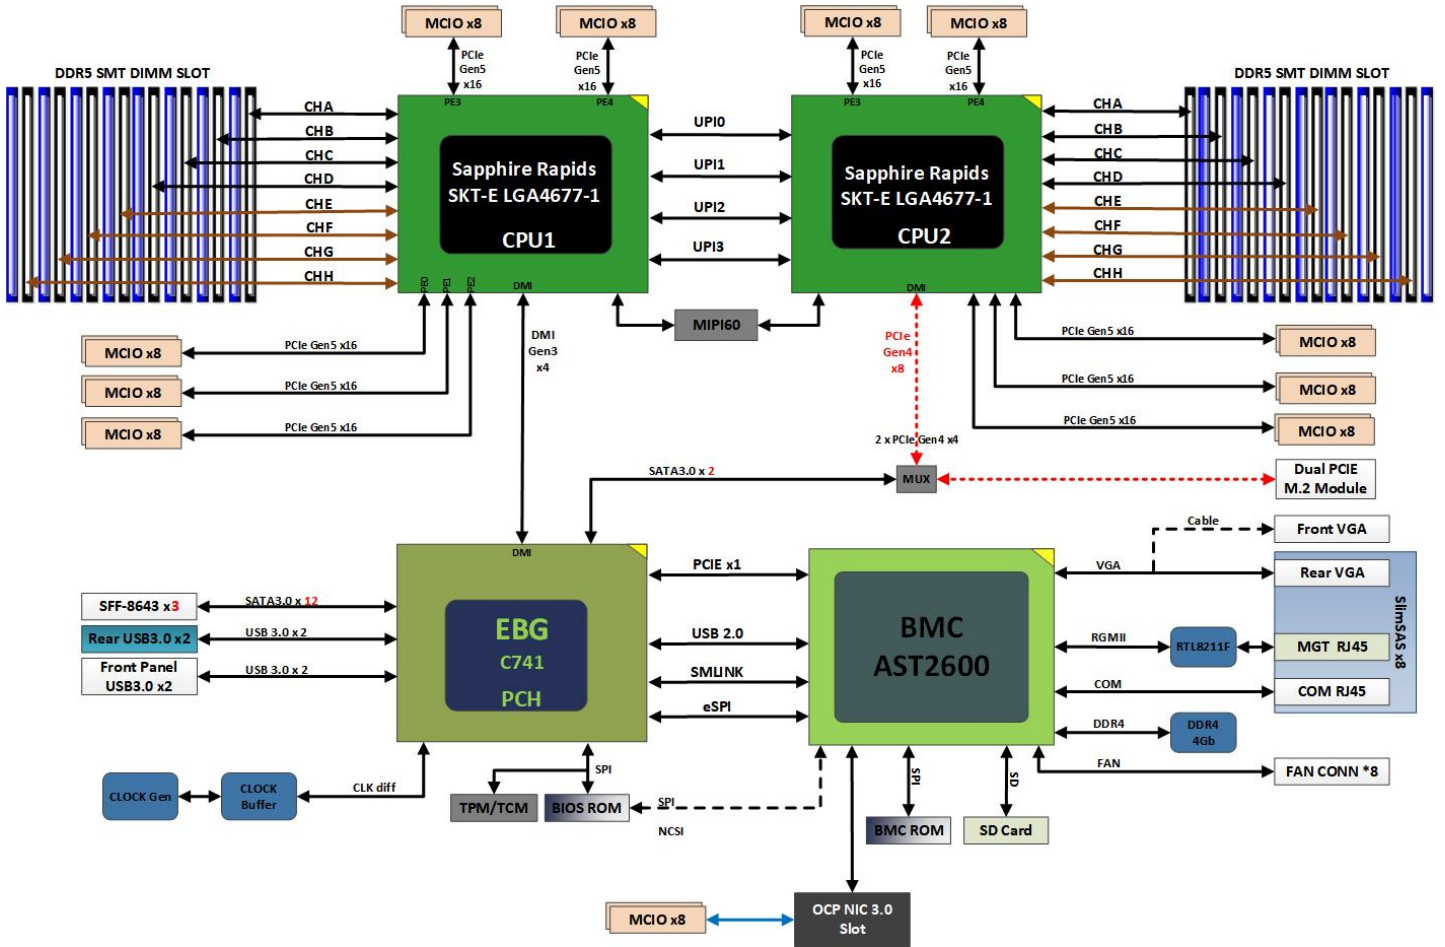 MCIO x8
MCIO x8
MCIO x8
MCIO x8
PCIe
Gen5
x16
PCIe
Gen5
x16
PCIe
Gen5
x16
PCIe
Gen5
x16
DDR5 SMT DIMM SLOT
DDR5 SMT DIMM SLOT
PE3
PE4
PE3
PE4
CHA
CHB
CHC
CHD
CHE
CHF
CHG
CHH
Sapphire Rapids
SKT-E LGA4677-1
CPU1
UPI0
UPI1
UPI2
UPI3
Sapphire Rapids
SKT-E LGA4677-1
CPU2
CHA
CHB
CHC
CHD
CHE
CHF
CHG
CHH
PE0
PE1
PE2
DMI
DMI
MIPI60
MCIO x8
PCIe Gen5 x16
MCIO x8
PCIe Gen5 x16
MCIO x8
PCIe Gen5 x16
DMI
Gen3
x4
PCIe
Gen4
x8
PCIe Gen5 x16
MCIO x8
PCIe Gen5 x16
MCIO x8
PCIe Gen5 x16
MCIO x8
2 x PCIe Gen4 x4
SATA3.0 x 2
MUX
Dual PCIE
M.2 Module
Cable
Front VGA
DMI
EBG
C741
PCH
PCIE x1
USB 2.0
SMLINK
eSPI
BMC
AST2600
VGA
Rear VGA
RGMII
RTL8211F
MGT RJ45
COM
COM RJ45
SlimSAS x8
DDR4
DDR4
4Gb
FAN
FAN CONN *8
SFF-8643 x3
SATA3.0 x 12
Rear USB3.0 x2
USB 3.0 x 2
Front Panel
USB3.0 x2
USB 3.0 x 2
CLOCK Gen
CLOCK
Buffer
CLK diff
SPI
TPM/TCM
BIOS ROM
SPI
NCSI
SPI
SD
BMC ROM
SD Card
MCIO x8
OCP NIC 3.0
Slot